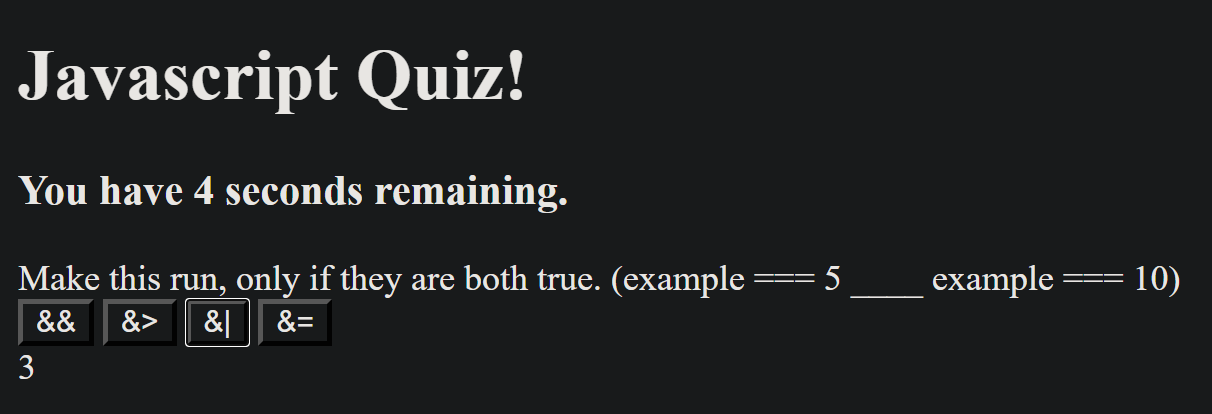 Javascript Quiz!
You have 4 seconds remaining.
Make this run, only if they are both true. (example === 5 ____ example === 10)
&& &> &| &=
3